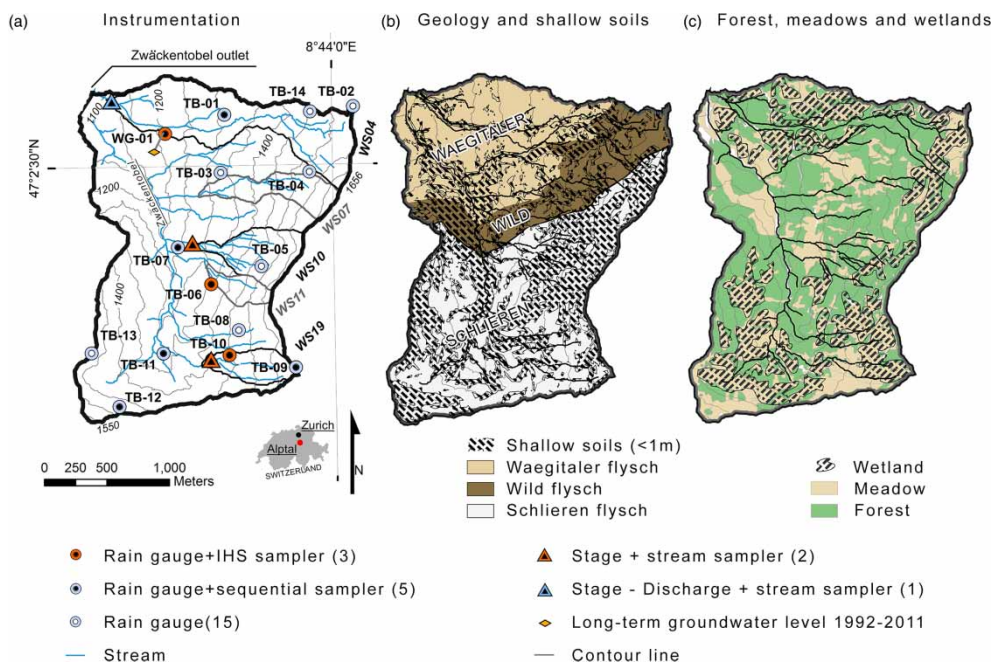 (a) Instrumentation
Zwäckentobel outlet
8°44'0"E
47°2'30"N
1100
1200
TB-01
TB-14
TB-02
WS04
WG-01
1400
TB-03
TB-04
1656
1200
Zwäckentobel
WS07
TB-07
TB-05
WS10
TB-06
WS11
1400
TB-08
TB-13
TB-10
WS19
TB-11
TB-09
TB-12
1550
Zurich
Alptal
SWITZERLAND
0 250 500 1,000
Meters
N
(b) Geology and shallow soils
WAEGITALER
WILD
SCHLIEREN
Shallow soils (<1m)
Waegitaler flysch
Wild flysch
Schlieren flysch
(c) Forest, meadows and wetlands
Wetland
Meadow
Forest
Rain gauge+IHS sampler (3)
Rain gauge+sequential sampler (5)
Rain gauge(15)
Stream
Stage + stream sampler (2)
Stage - Discharge + stream sampler (1)
Long-term groundwater level 1992-2011
Contour line